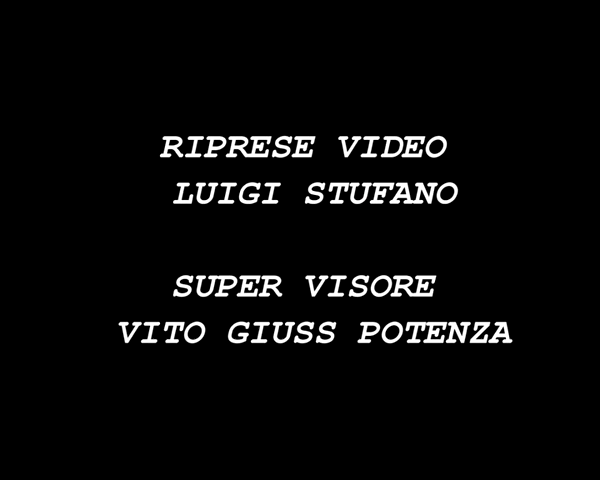 RIPRESE VIDEO
LUIGI STUFANO
SUPER VISORE
VITO GIUSS POTENZA